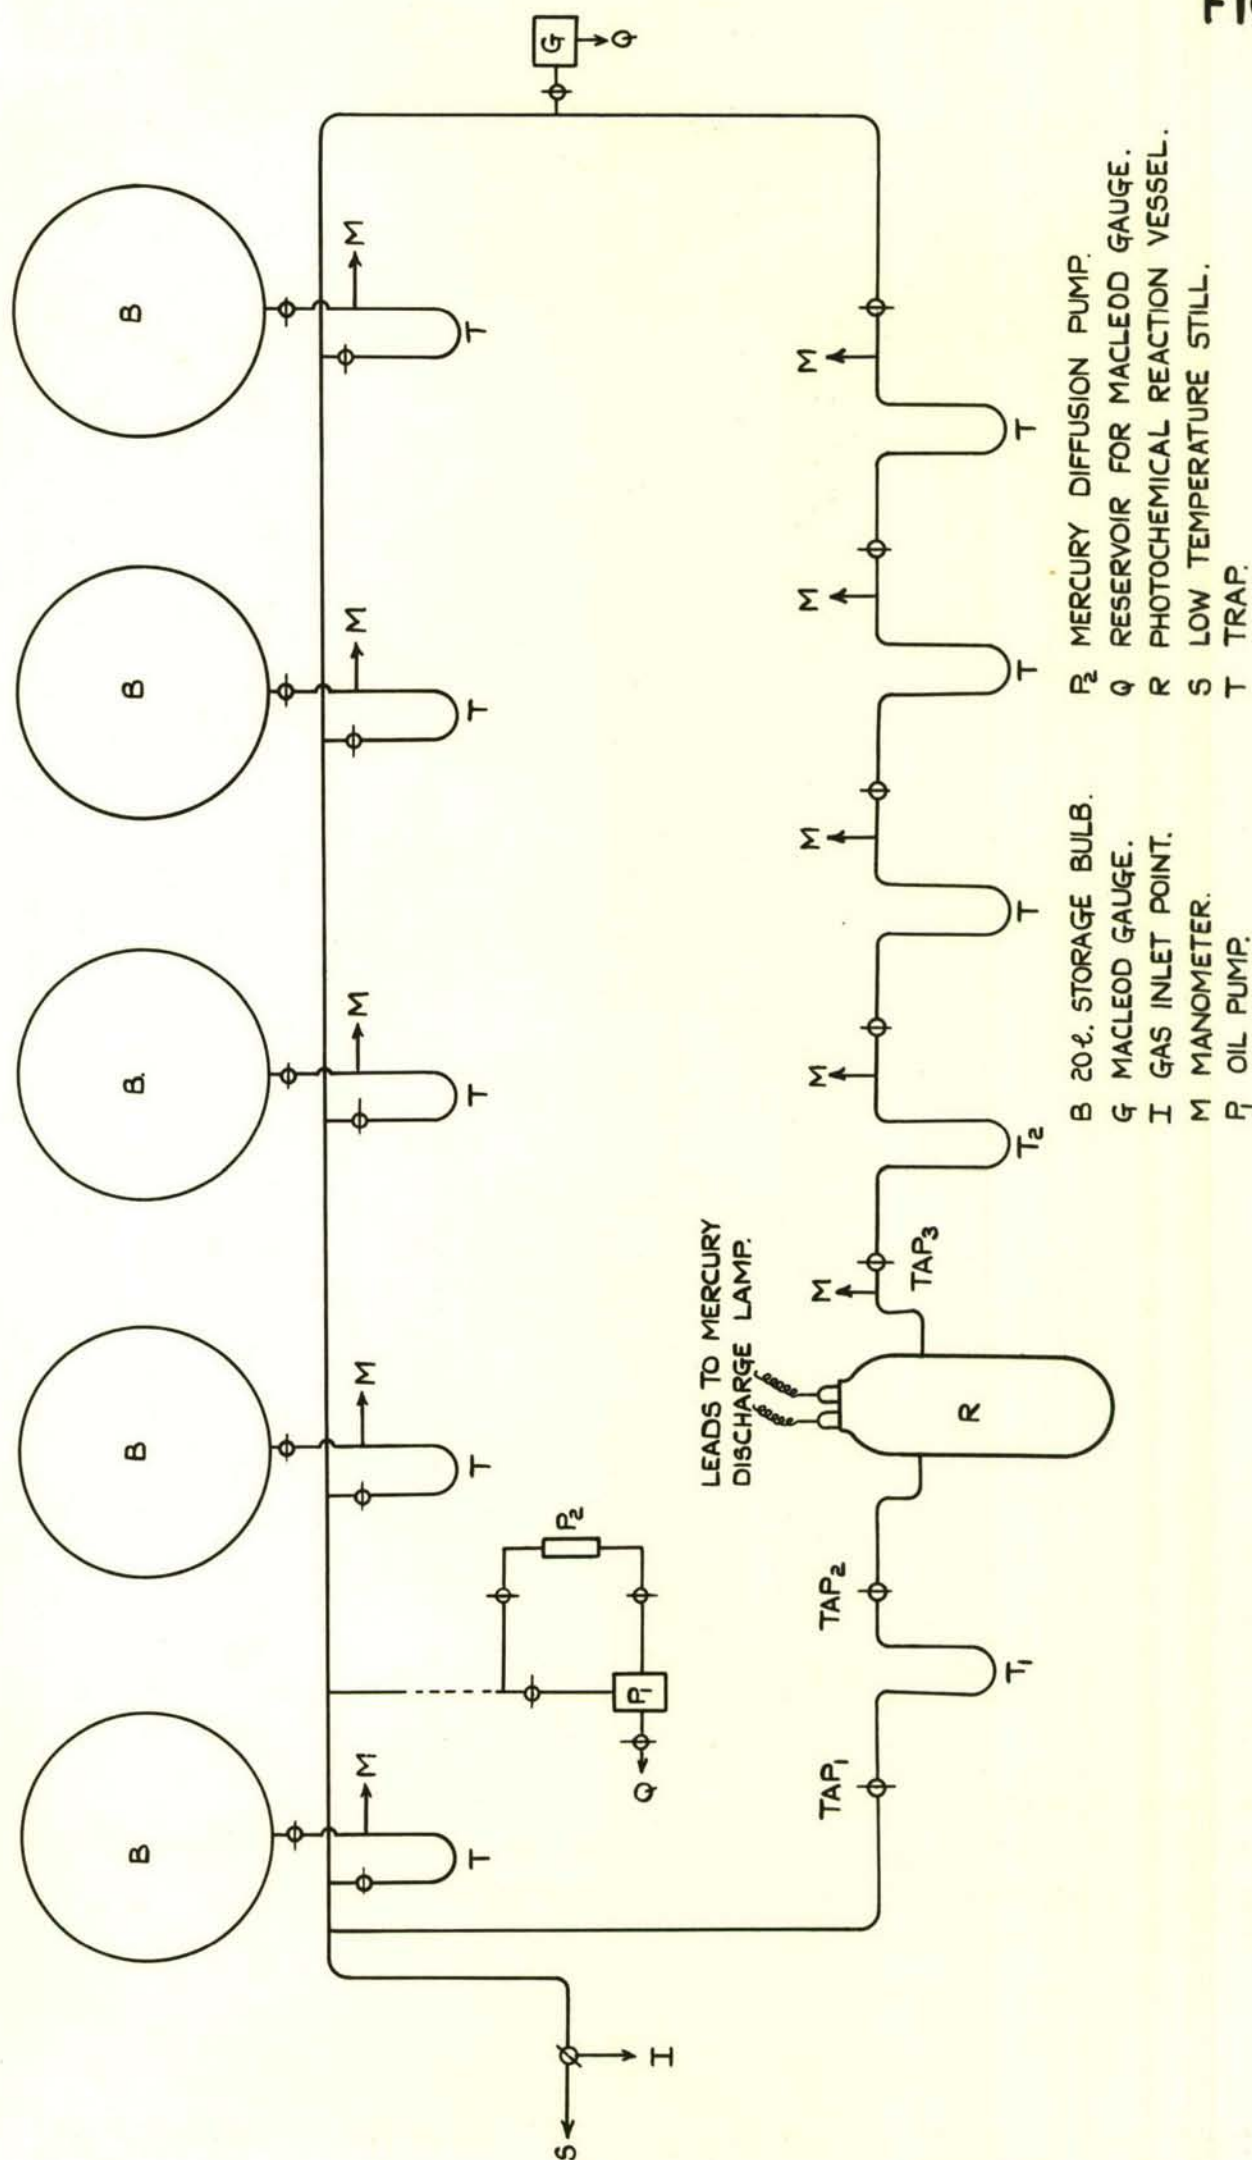 B
B
B.
B
B
M
M
M
M
M
T
T
T
T
T
S
I
P₂
P₁
Q
G
Q
LEADS TO MERCURY
DISCHARGE LAMP.
TAP₁
TAP₂
M
M
M
M
M
TAP₃
R
T₁
T₂
T
T
T
B 20ℓ. STORAGE BULB.
G MACLEOD GAUGE.
I GAS INLET POINT.
M MANOMETER.
P₁ OIL PUMP.
P₂ MERCURY DIFFUSION PUMP.
Q RESERVOIR FOR MACLEOD GAUGE.
R PHOTOCHEMICAL REACTION VESSEL.
S LOW TEMPERATURE STILL.
T TRAP.